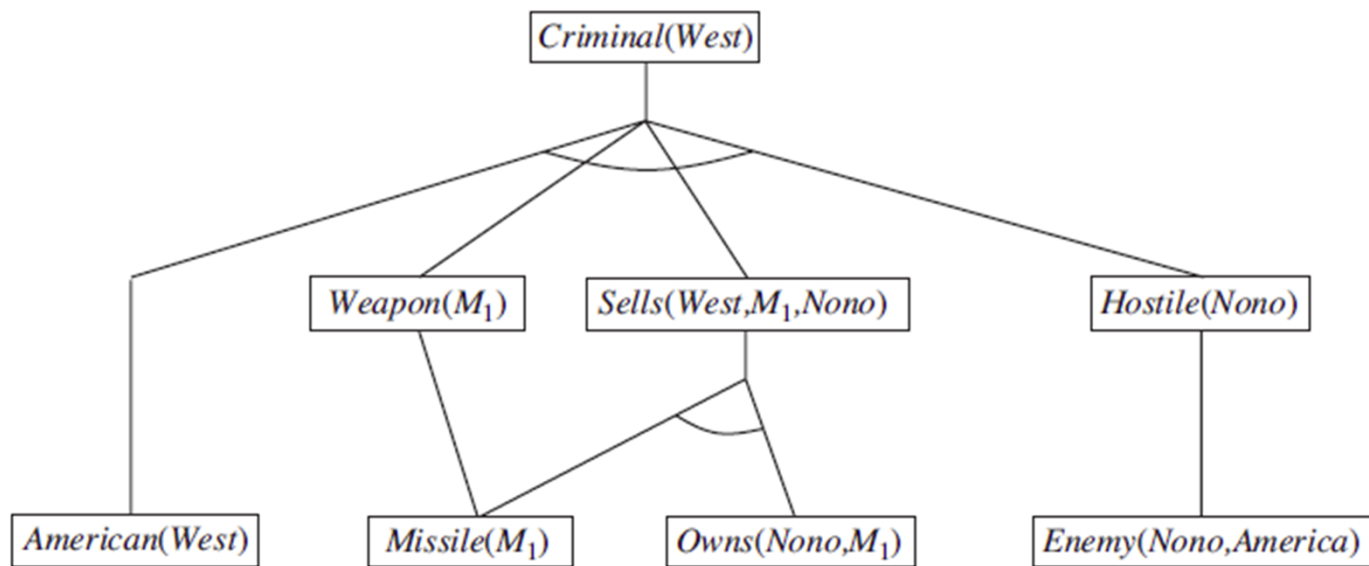 Criminal(West)
Weapon(M₁)
Sells(West,M₁,Nono)
Hostile(Nono)
American(West)
Missile(M₁)
Owns(Nono,M₁)
Enemy(Nono,America)